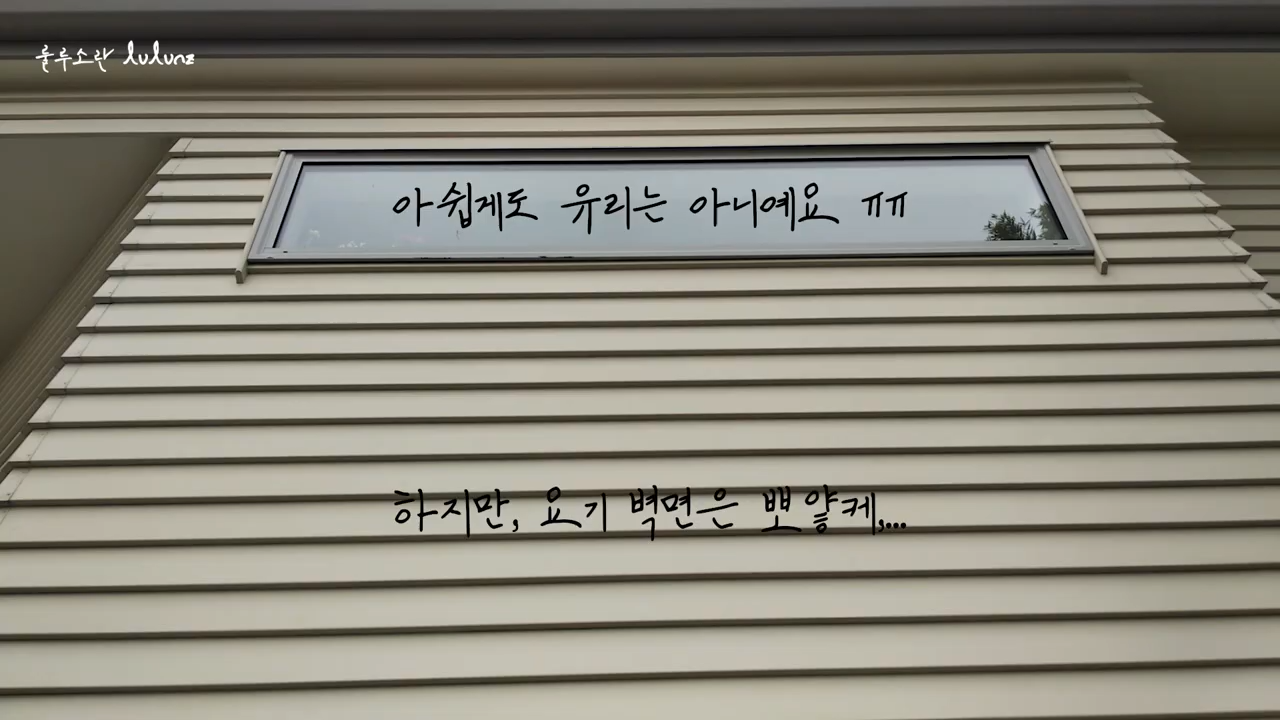 룰루소란 lulunz
아쉽게도 유리는 아니예요 ㅠㅠ
하지만, 요기 벽면은 뽀얗케,...